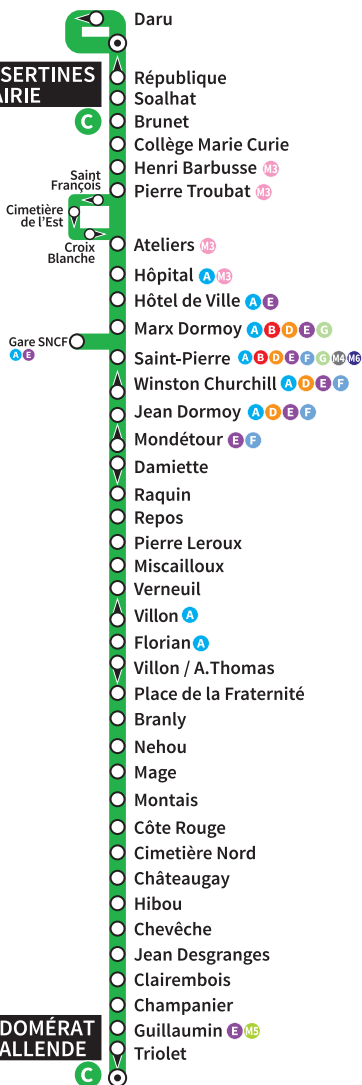 Daru
SERTINES
AIRIE
République
Soalhat
C
Brunet
Collège Marie Curie
Henri Barbusse M3
Pierre Troubat M3
Saint
François
Cimetière
de l'Est
Croix
Blanche
Ateliers M3
Hôpital A M3
Hôtel de Ville A E
Marx Dormoy A B D E G
Gare SNCF
A E
Saint-Pierre A B D E F G M4 M6
Winston Churchill A D E F
Jean Dormoy A D E F
Mondétour E F
Damiette
Raquin
Repos
Pierre Leroux
Miscailloux
Verneuil
Villon A
Florian A
Villon / A.Thomas
Place de la Fraternité
Branly
Nehou
Mage
Montais
Côte Rouge
Cimetière Nord
Châteaugay
Hibou
Chevêche
Jean Desgranges
Clairembois
Champanier
Guillaumin E M5
DOMÉRAT
ALLENDE
Triolet
C